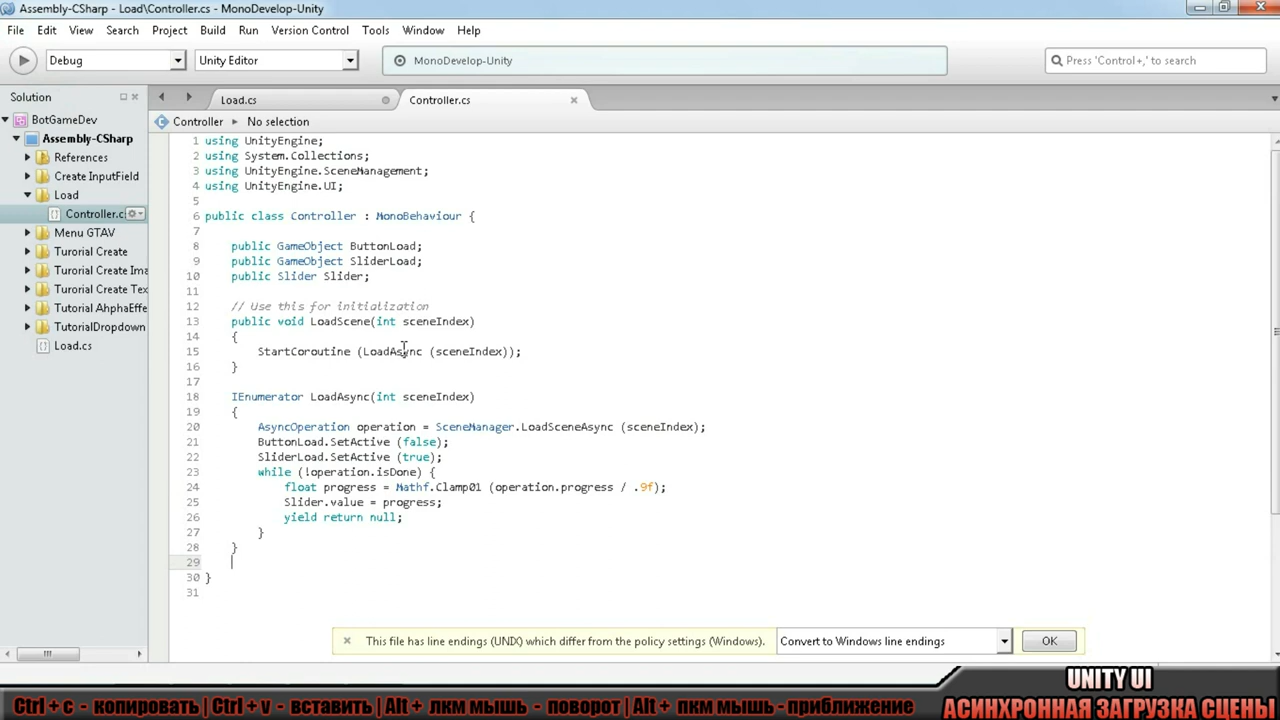 Assembly-CSharp - Load\Controller.cs - MonoDevelop-Unity
File Edit View Search Project Build Run Version Control Tools Window Help
Debug Unity Editor MonoDevelop-Unity Press 'Control+,' to search
Solution
BotGameDev
Assembly-CSharp
References
Create InputField
Load
Controller.c
Menu GTAV
Turorial Create
Tutorial Create Ima
Turorial Create Tex
Tutorial AhphaEffe
TutorialDropdown
Load.cs
Load.cs Controller.cs
Controller No selection
1 using UnityEngine;
2 using System.Collections;
3 using UnityEngine.SceneManagement;
4 using UnityEngine.UI;
5
6 public class Controller : MonoBehaviour {
7
8 public GameObject ButtonLoad;
9 public GameObject SliderLoad;
10 public Slider Slider;
11
12 // Use this for initialization
13 public void LoadScene(int sceneIndex)
14 {
15 StartCoroutine (LoadAsync (sceneIndex));
16 }
17
18 IEnumerator LoadAsync(int sceneIndex)
19 {
20 AsyncOperation operation = SceneManager.LoadSceneAsync (sceneIndex);
21 ButtonLoad.SetActive (false);
22 SliderLoad.SetActive (true);
23 while (!operation.isDone) {
24 float progress = Mathf.Clamp01 (operation.progress / .9f);
25 Slider.value = progress;
26 yield return null;
27 }
28 }
29
30 }
31
This file has line endings (UNIX) which differ from the policy settings (Windows). Convert to Windows line endings OK
UNITY UI
Ctrl + c - копировать | Ctrl + v - вставить | Alt + лкм мышь - поворот | Alt + пкм мышь - приближение
АСИНХРОННАЯ ЗАГРУЗКА СЦЕНЫ